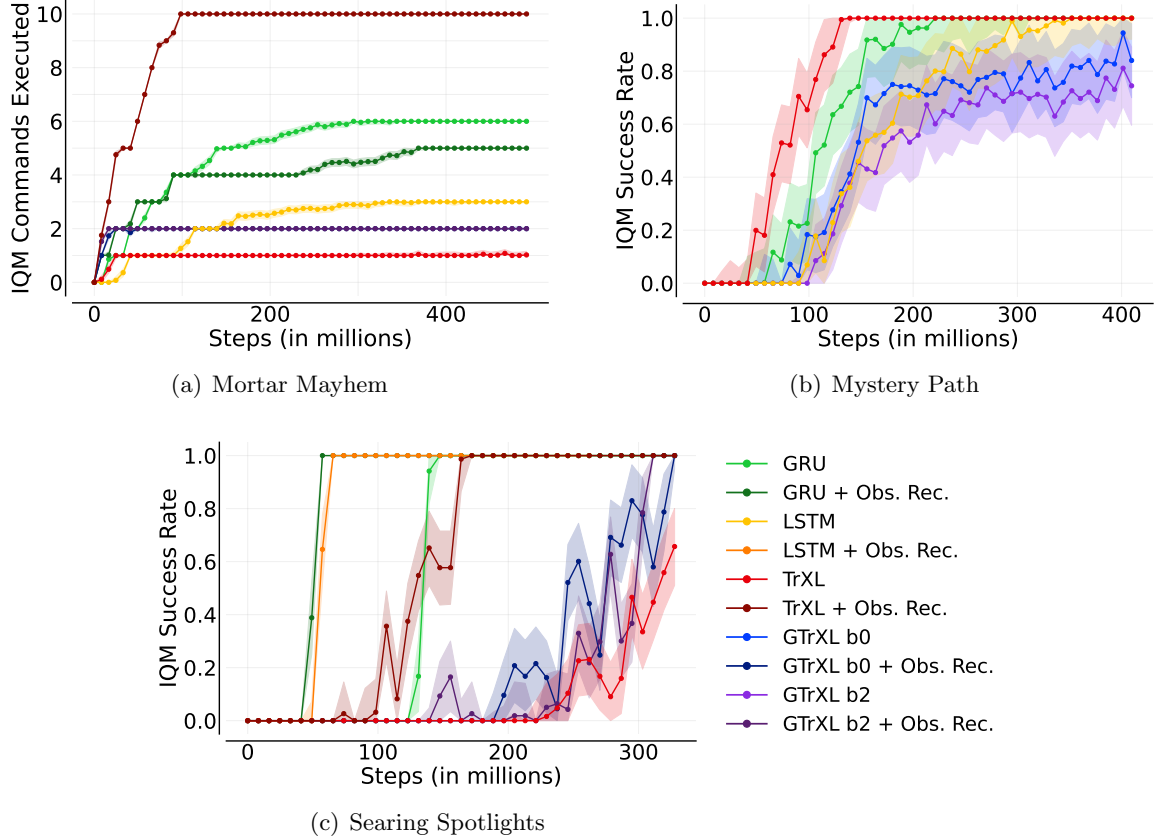 IQM Commands Executed
10
8
6
4
2
0
0 200 400
Steps (in millions)
(a) Mortar Mayhem
IQM Success Rate
1.0
0.8
0.6
0.4
0.2
0.0
0 100 200 300 400
Steps (in millions)
(b) Mystery Path
IQM Success Rate
1.0
0.8
0.6
0.4
0.2
0.0
0 100 200 300
Steps (in millions)
(c) Searing Spotlights
GRU
GRU + Obs. Rec.
LSTM
LSTM + Obs. Rec.
TrXL
TrXL + Obs. Rec.
GTrXL b0
GTrXL b0 + Obs. Rec.
GTrXL b2
GTrXL b2 + Obs. Rec.